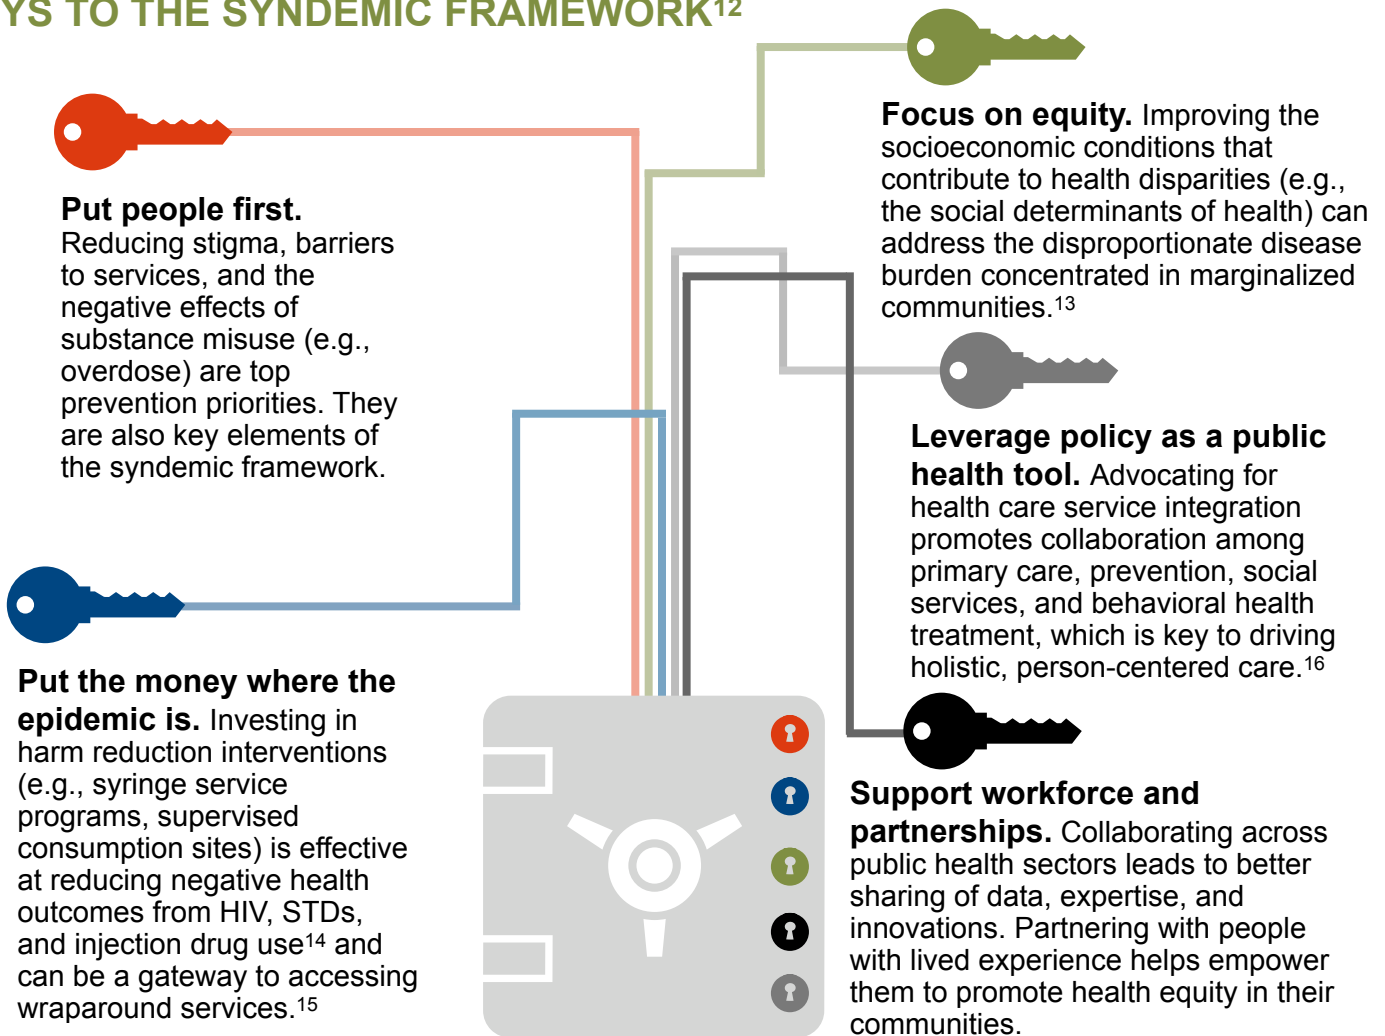 YS TO THE SYNDEMIC FRAMEWORK12
Put people first.
Reducing stigma, barriers
to services, and the
negative effects of
substance misuse (e.g.,
overdose) are top
prevention priorities. They
are also key elements of
the syndemic framework.
Put the money where the
epidemic is. Investing in
harm reduction interventions
(e.g., syringe service
programs, supervised
consumption sites) is effective
at reducing negative health
outcomes from HIV, STDs,
and injection drug use14 and
can be a gateway to accessing
wraparound services.15
Focus on equity. Improving the
socioeconomic conditions that
contribute to health disparities (e.g.,
the social determinants of health) can
address the disproportionate disease
burden concentrated in marginalized
communities.13
Leverage policy as a public
health tool. Advocating for
health care service integration
promotes collaboration among
primary care, prevention, social
services, and behavioral health
treatment, which is key to driving
holistic, person-centered care.16
Support workforce and
partnerships. Collaborating across
public health sectors leads to better
sharing of data, expertise, and
innovations. Partnering with people
with lived experience helps empower
them to promote health equity in their
communities.